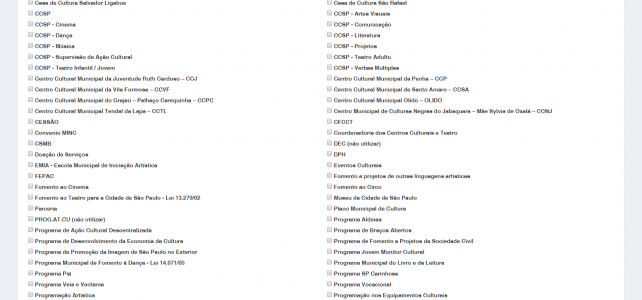 Casa de Cultura Salvador Ligabue
Casa de Cultura São Rafael
CCSP
CCSP - Artes Visuais
CCSP - Cinema
CCSP - Comunicação
CCSP - Dança
CCSP - Literatura
CCSP - Música
CCSP - Projetos
CCSP - Supervisão de Ação Cultural
CCSP - Teatro Adulto
CCSP - Teatro Infantil / Jovem
CCSP - Verbas Multiplas
Centro Cultural Municipal da Juventude Ruth Cardoso – CCJ
Centro Cultural Municipal da Penha – CCP
Centro Cultural Municipal da Vila Formosa – CCVF
Centro Cultural Municipal de Santo Amaro – CCSA
Centro Cultural Municipal do Grajaú – Palhaço Carequinha – CCPC
Centro Cultural Municipal Olido – OLIDO
Centro Cultural Municipal Tendal da Lapa – CCTL
Centro Municipal de Culturas Negras do Jabaquara – Mãe Sylvia de Oxalá – CCNJ
CESSÃO
CFOCT
Convenio MINC
Coordenadoria dos Centros Culturais e Teatro
CSMB
DEC (não utilizar)
Doação de Serviços
DPH
EMIA - Escola Municipal de Iniciação Artística
Eventos Culturais
FEPAC
Fomento a projetos de outras linguagens artísticas
Fomento ao Cinema
Fomento ao Circo
Fomento ao Teatro para a Cidade de São Paulo - Lei 13.279/02
Museu da Cidade de São Paulo
Parceria
Plano Municipal de Cultura
PROG.AT.CU (não utilizar)
Programa Aldeias
Programa de Ação Cultural Descentralizada
Programa de Braços Abertos
Programa de Desenvolvimento da Economia da Cultura
Programa de Fomento a Projetos da Sociedade Civil
Programa de Promoção da Imagem de São Paulo no Exterior
Programa Jovem Monitor Cultural
Programa Municipal de Fomento à Dança - Lei 14.071/05
Programa Municipal do Livro e da Leitura
Programa Piá
Programa SP Carinhosa
Programa Veia e Ventania
Programa Vocacional
Programação Artística
Programação nos Equipamentos Culturais